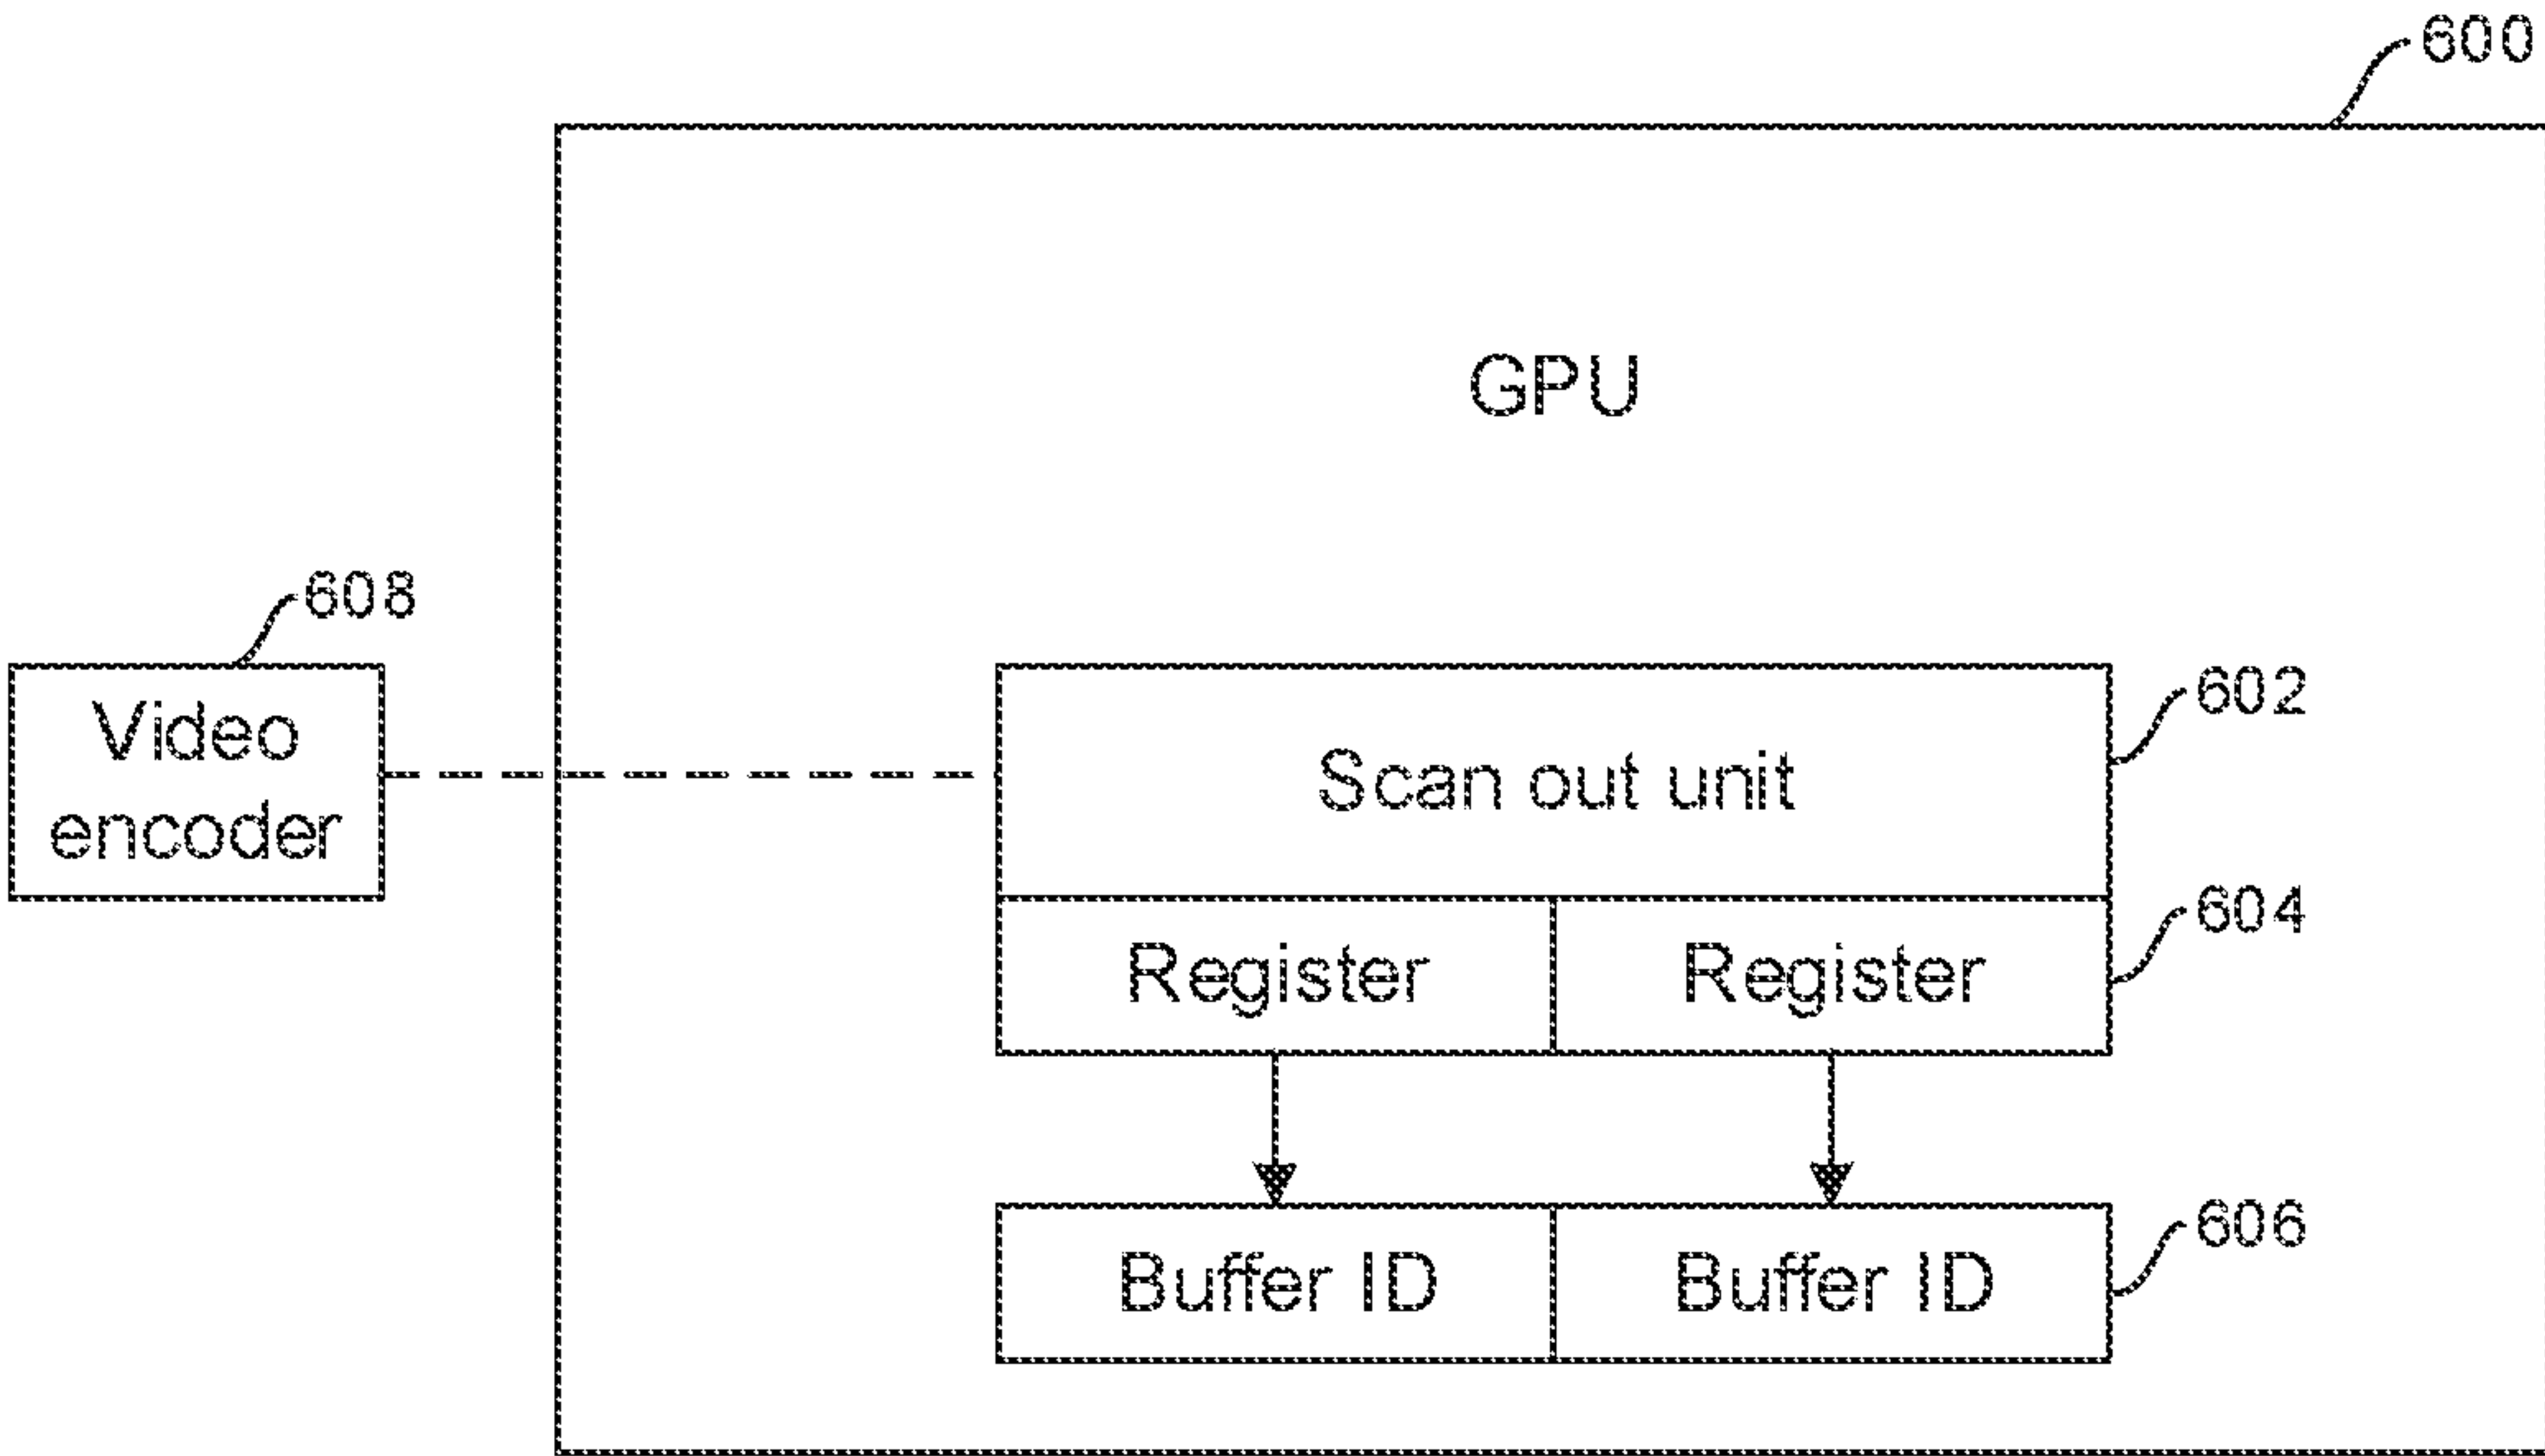 600
GPU
608
Video
encoder
602
Scan out unit
604
Register Register
606
Buffer ID Buffer ID